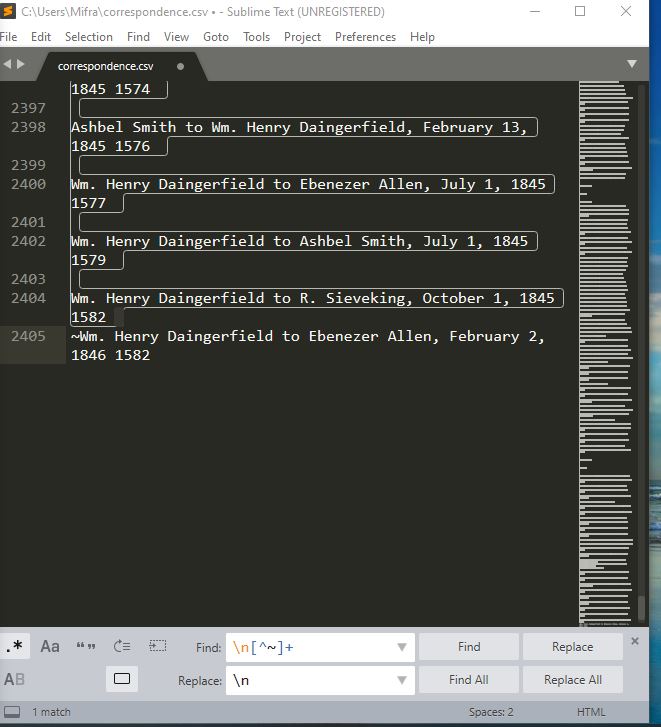 C:\Users\Mifra\correspondence.csv • - Sublime Text (UNREGISTERED)
File Edit Selection Find View Goto Tools Project Preferences Help
correspondence.csv
1845 1574
2397
2398 Ashbel Smith to Wm. Henry Daingerfield, February 13,
1845 1576
2399
2400 Wm. Henry Daingerfield to Ebenezer Allen, July 1, 1845
1577
2401
2402 Wm. Henry Daingerfield to Ashbel Smith, July 1, 1845
1579
2403
2404 Wm. Henry Daingerfield to R. Sieveking, October 1, 1845
1582
2405 ~Wm. Henry Daingerfield to Ebenezer Allen, February 2,
1846 1582
.* Aa “” Find: \n[^~]+ Find Replace
AB Replace: \n Find All Replace All
1 match Spaces: 2 HTML